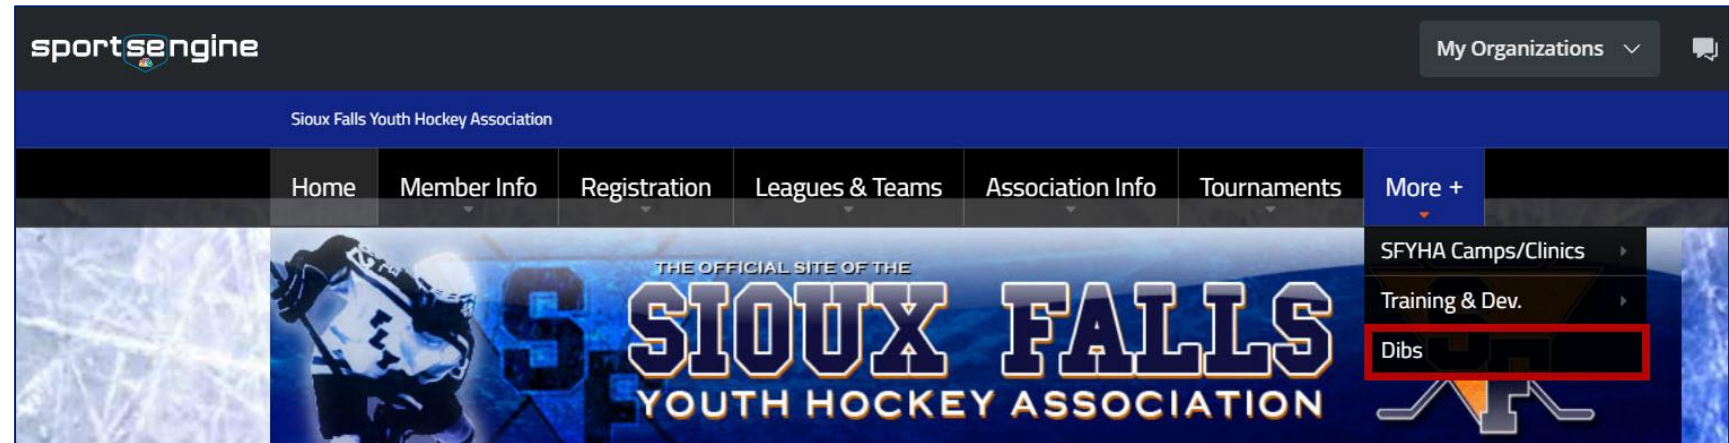 sportsengine
My Organizations
Sioux Falls Youth Hockey Association
Home Member Info Registration Leagues & Teams Association Info Tournaments More +
SFYHA Camps/Clinics
Training & Dev.
Dibs
THE OFFICIAL SITE OF THE
SIOUX FALLS
YOUTH HOCKEY ASSOCIATION
SF